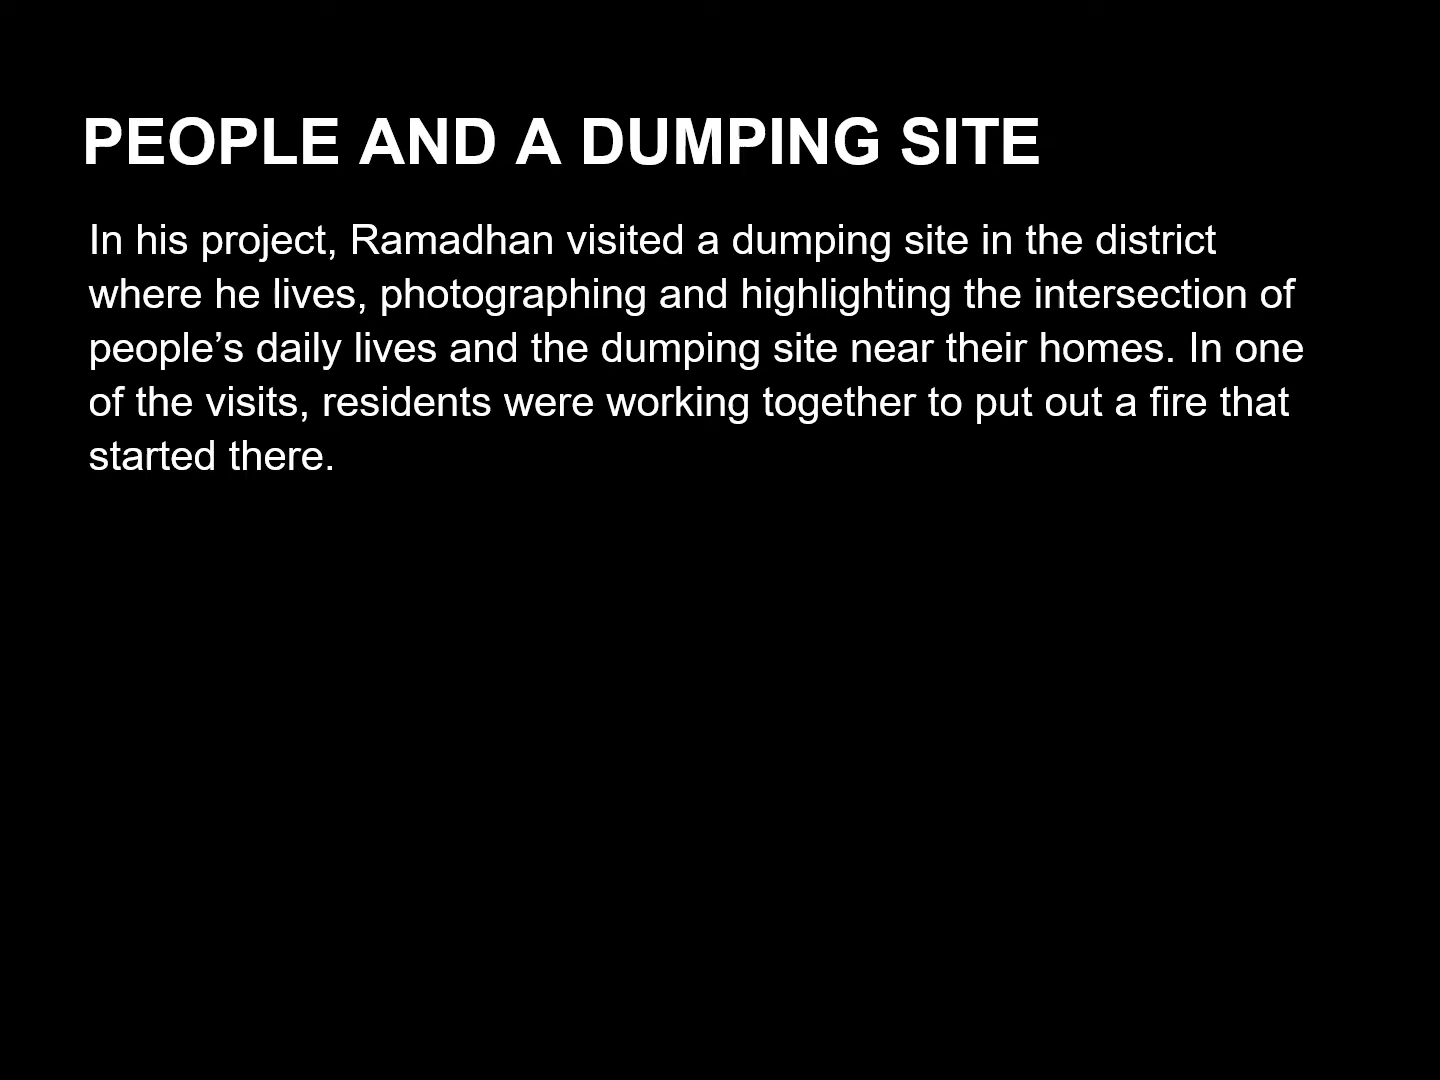 PEOPLE AND A DUMPING SITE
In his project, Ramadhan visited a dumping site in the district
where he lives, photographing and highlighting the intersection of
people’s daily lives and the dumping site near their homes. In one
of the visits, residents were working together to put out a fire that
started there.